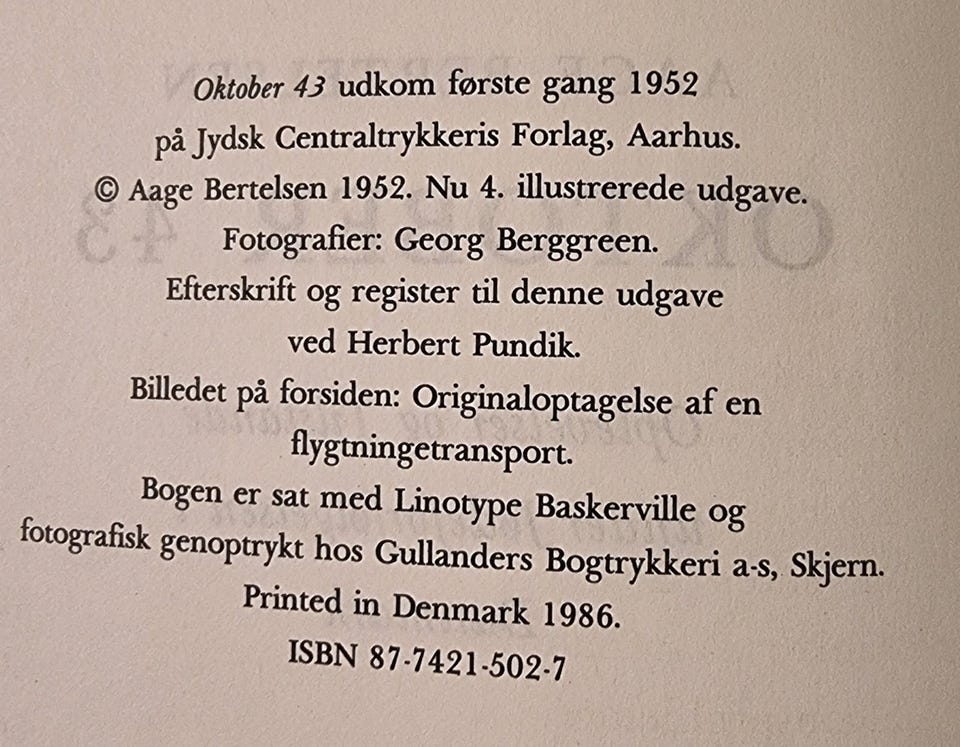 Oktober 43 udkom første gang 1952
på Jydsk Centraltrykkeris Forlag, Aarhus.
© Aage Bertelsen 1952. Nu 4. illustrerede udgave.
Fotografier: Georg Berggreen.
Efterskrift og register til denne udgave
ved Herbert Pundik.
Billedet på forsiden: Originaloptagelse af en
flygtningetransport.
Bogen er sat med Linotype Baskerville og
fotografisk genoptrykt hos Gullanders Bogtrykkeri a-s, Skjern.
Printed in Denmark 1986.
ISBN 87-7421-502-7